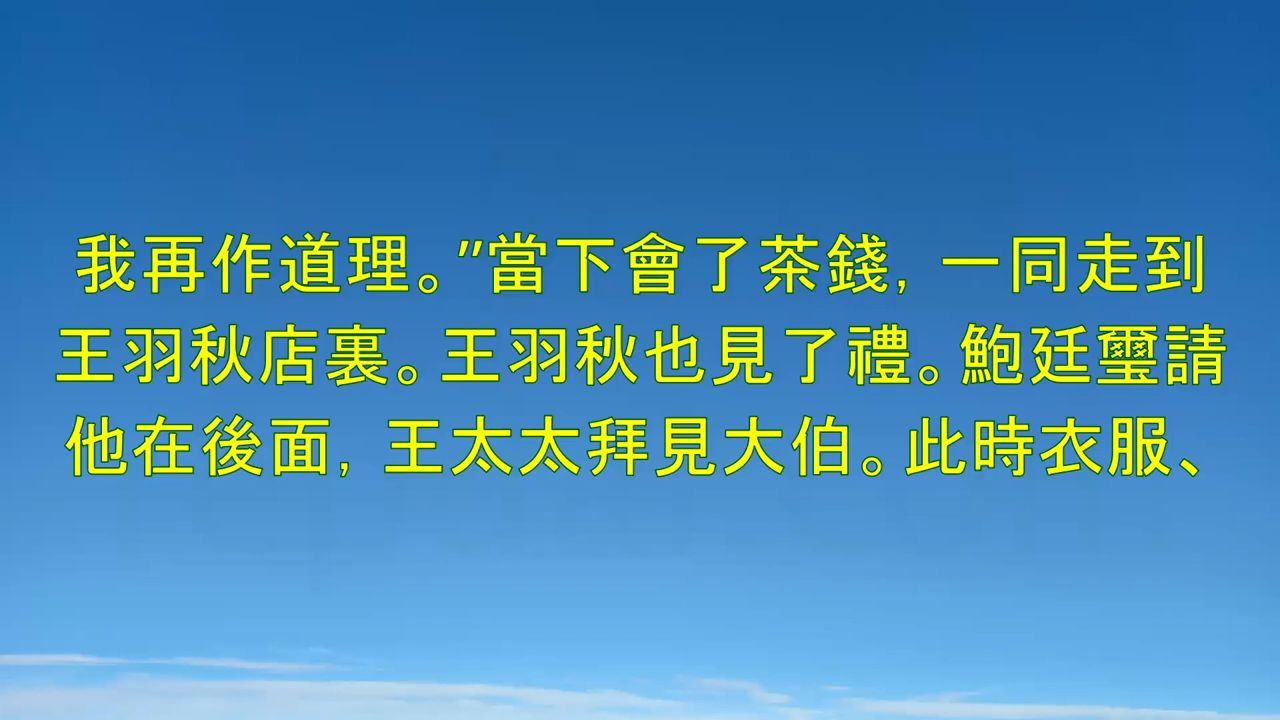 我再作道理。"當下會了茶錢, 一同走到
王羽秋店裏。王羽秋也見了禮。鮑廷璽請
他在後面, 王太太拜見大伯。此時衣服、